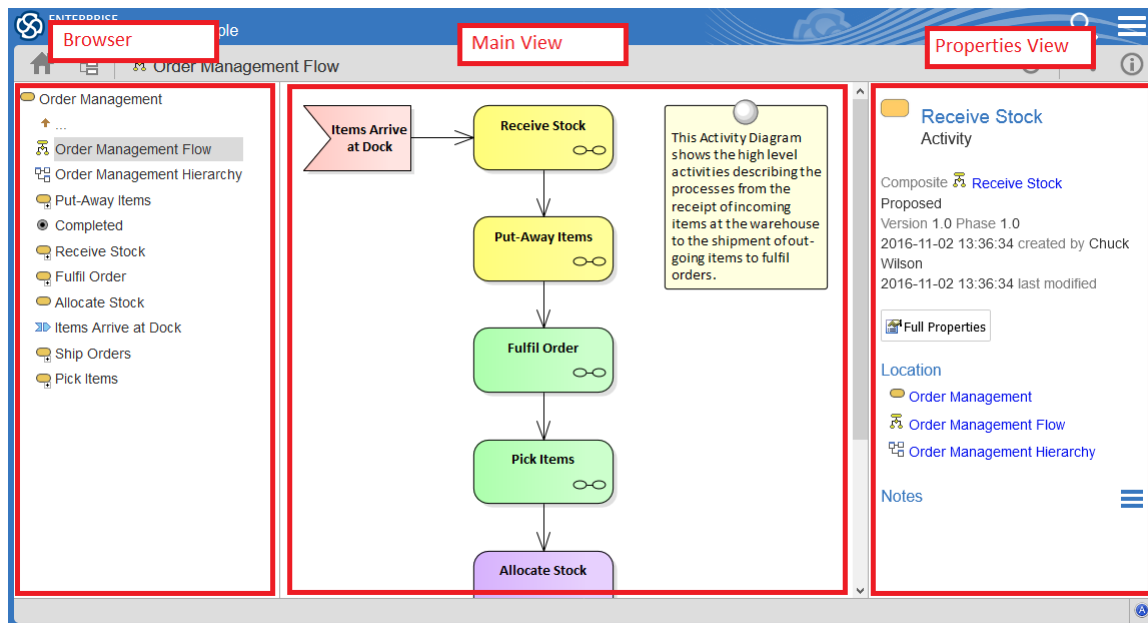 ENTERPRISE
Browser
ple
Main View
Properties View
Order Management Flow
Order Management
...
Order Management Flow
Order Management Hierarchy
Put-Away Items
Completed
Receive Stock
Fulfil Order
Allocate Stock
Items Arrive at Dock
Ship Orders
Pick Items
Items Arrive
at Dock
Receive Stock
Put-Away Items
Fulfil Order
Pick Items
Allocate Stock
This Activity Diagram
shows the high level
activities describing the
processes from the
receipt of incoming
items at the warehouse
to the shipment of out-
going items to fulfil
orders.
Receive Stock
Activity
Composite Receive Stock
Proposed
Version 1.0 Phase 1.0
2016-11-02 13:36:34 created by Chuck
Wilson
2016-11-02 13:36:34 last modified
Full Properties
Location
Order Management
Order Management Flow
Order Management Hierarchy
Notes
A